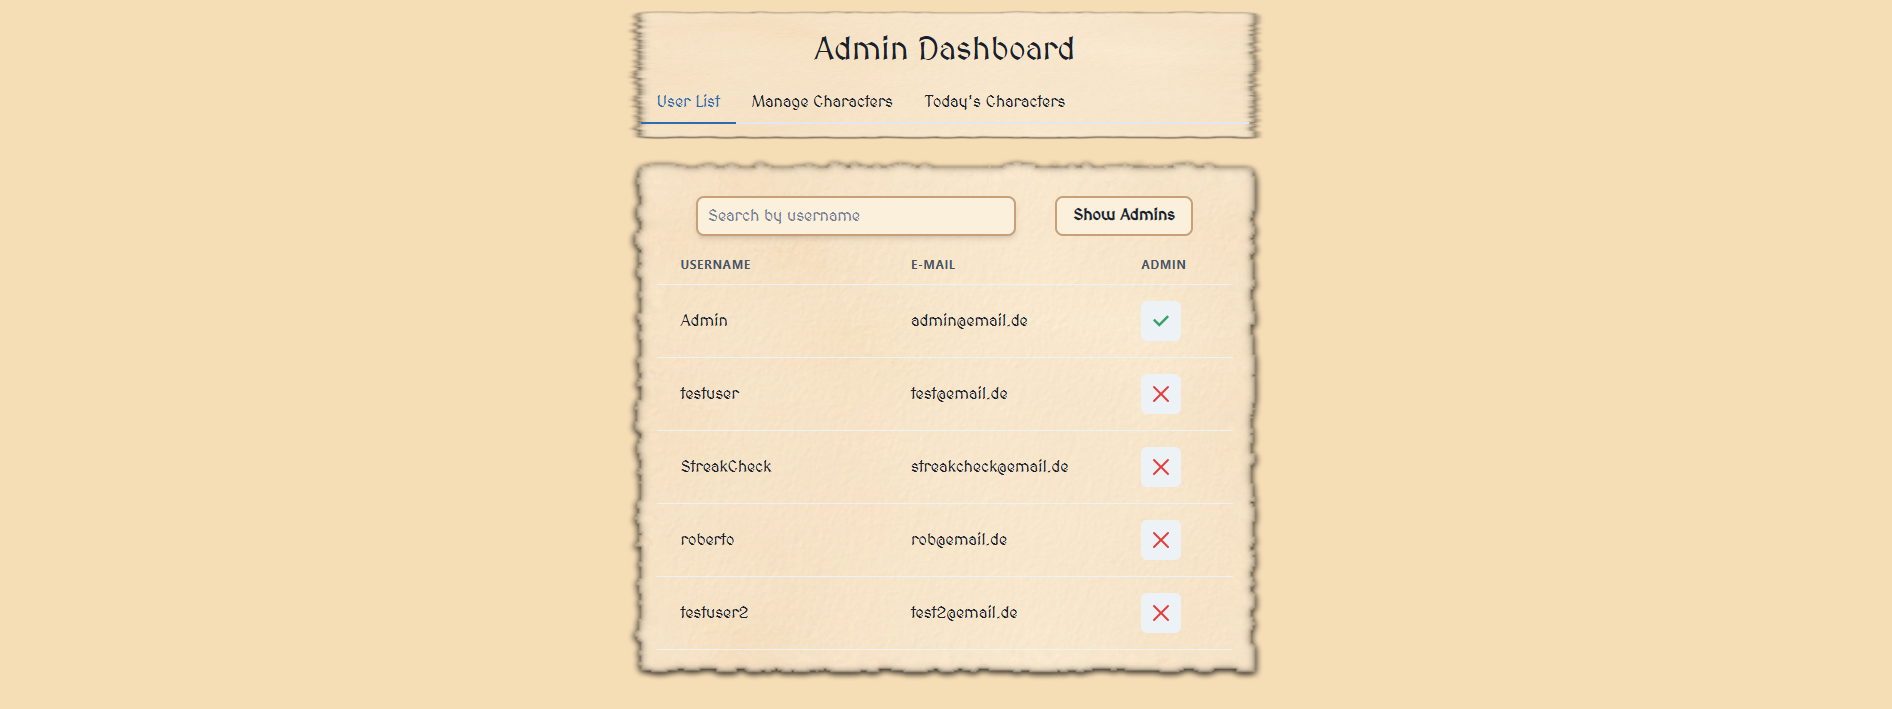 Admin Dashboard
User List Manage Characters Today's Characters
Search by username Show Admins
USERNAME E-MAIL ADMIN
Admin admin@email.de
testuser test@email.de
StreakCheck streakcheck@email.de
roberto rob@email.de
testuser2 test2@email.de